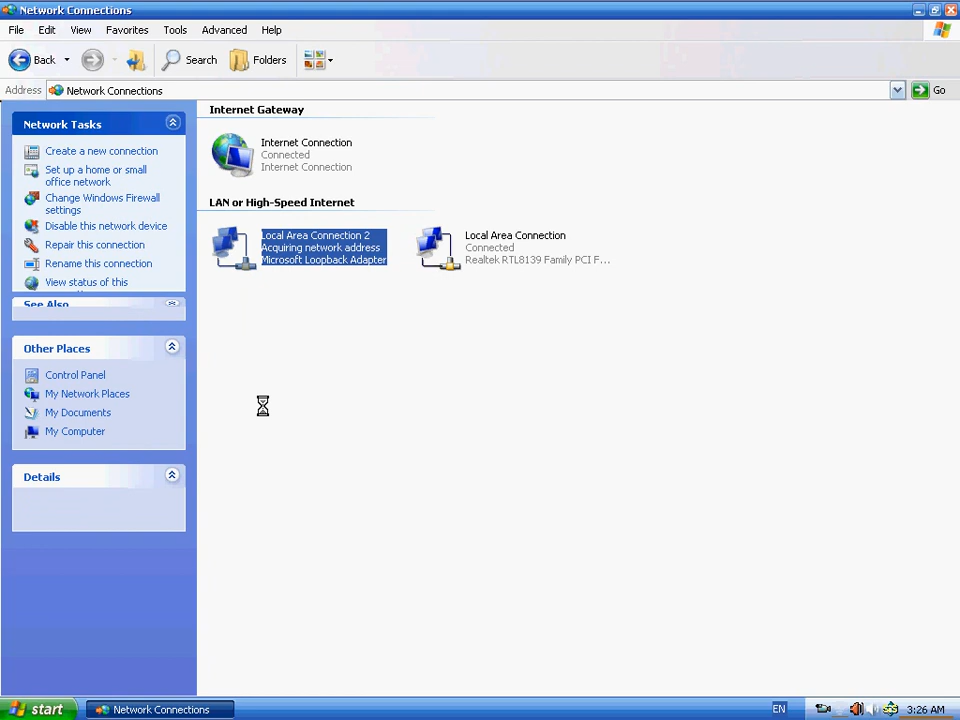 Network Connections
File Edit View Favorites Tools Advanced Help
Back Search Folders
Address Network Connections Go
Network Tasks
Create a new connection
Set up a home or small
office network
Change Windows Firewall
settings
Disable this network device
Repair this connection
Rename this connection
View status of this
See Also
Other Places
Control Panel
My Network Places
My Documents
My Computer
Details
Internet Gateway
Internet Connection
Connected
Internet Connection
LAN or High-Speed Internet
Local Area Connection 2
Acquiring network address
Microsoft Loopback Adapter
Local Area Connection
Connected
Realtek RTL8139 Family PCI F...
start Network Connections EN 3:26 AM